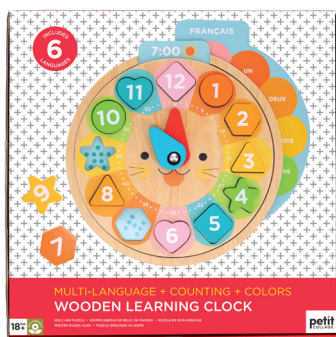 INCLUDES
6
LANGUAGES
FRANÇAIS
7:00
UN
DEUX
12
11
1
10
2
3
8
4
6
5
9
7
MULTI-LANGUAGE + COUNTING + COLORS
WOODEN LEARNING CLOCK
18m+
petit
COLLAGE